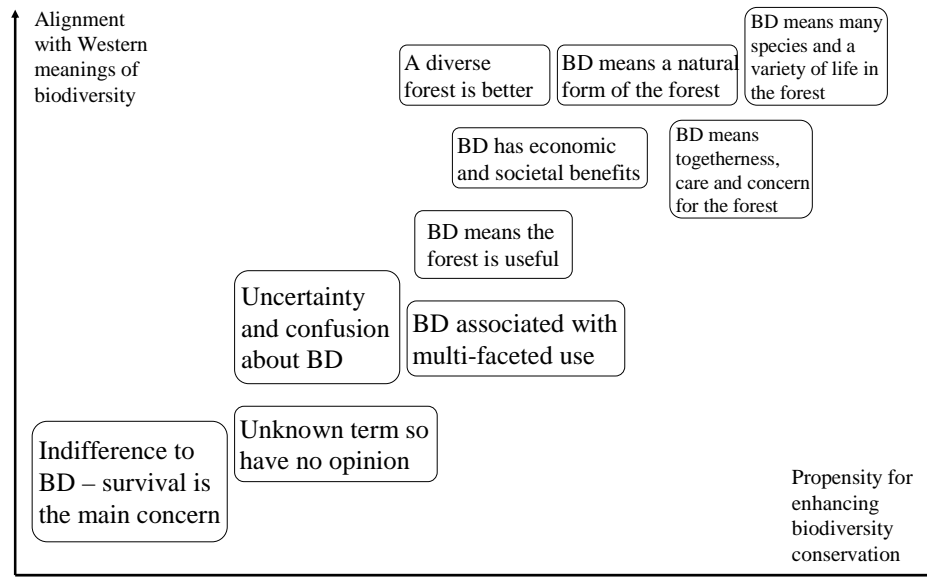 Alignment
with Western
meanings of
biodiversity
BD means many
species and a
variety of life in
the forest
A diverse
forest is better
BD means a natural
form of the forest
BD has economic
and societal benefits
BD means
togetherness,
care and concern
for the forest
BD means the
forest is useful
Uncertainty
and confusion
about BD
BD associated with
multi-faceted use
Unknown term so
have no opinion
Indifference to
BD – survival is
the main concern
Propensity for
enhancing
biodiversity
conservation